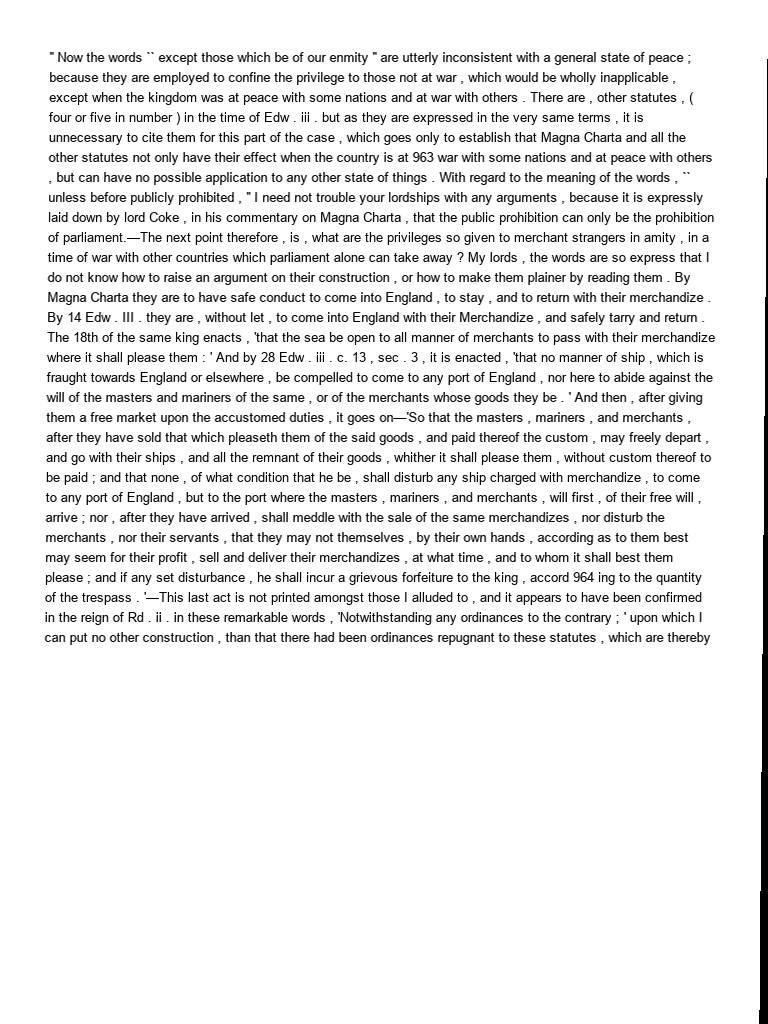 " Now the words `` except those which be of our enmity " are utterly inconsistent with a general state of peace ;
because they are employed to confine the privilege to those not at war , which would be wholly inapplicable ,
except when the kingdom was at peace with some nations and at war with others . There are , other statutes , (
four or five in number ) in the time of Edw . iii . but as they are expressed in the very same terms , it is
unnecessary to cite them for this part of the case , which goes only to establish that Magna Charta and all the
other statutes not only have their effect when the country is at 963 war with some nations and at peace with others
, but can have no possible application to any other state of things . With regard to the meaning of the words , ``
unless before publicly prohibited , " I need not trouble your lordships with any arguments , because it is expressly
laid down by lord Coke , in his commentary on Magna Charta , that the public prohibition can only be the prohibition
of parliament.—The next point therefore , is , what are the privileges so given to merchant strangers in amity , in a
time of war with other countries which parliament alone can take away ? My lords , the words are so express that I
do not know how to raise an argument on their construction , or how to make them plainer by reading them . By
Magna Charta they are to have safe conduct to come into England , to stay , and to return with their merchandize .
By 14 Edw . III . they are , without let , to come into England with their Merchandize , and safely tarry and return .
The 18th of the same king enacts , 'that the sea be open to all manner of merchants to pass with their merchandize
where it shall please them : ' And by 28 Edw . iii . c. 13 , sec . 3 , it is enacted , 'that no manner of ship , which is
fraught towards England or elsewhere , be compelled to come to any port of England , nor here to abide against the
will of the masters and mariners of the same , or of the merchants whose goods they be . ' And then , after giving
them a free market upon the accustomed duties , it goes on—'So that the masters , mariners , and merchants ,
after they have sold that which pleaseth them of the said goods , and paid thereof the custom , may freely depart ,
and go with their ships , and all the remnant of their goods , whither it shall please them , without custom thereof to
be paid ; and that none , of what condition that he be , shall disturb any ship charged with merchandize , to come
to any port of England , but to the port where the masters , mariners , and merchants , will first , of their free will ,
arrive ; nor , after they have arrived , shall meddle with the sale of the same merchandizes , nor disturb the
merchants , nor their servants , that they may not themselves , by their own hands , according as to them best
may seem for their profit , sell and deliver their merchandizes , at what time , and to whom it shall best them
please ; and if any set disturbance , he shall incur a grievous forfeiture to the king , accord 964 ing to the quantity
of the trespass . '—This last act is not printed amongst those I alluded to , and it appears to have been confirmed
in the reign of Rd . ii . in these remarkable words , 'Notwithstanding any ordinances to the contrary ; ' upon which I
can put no other construction , than that there had been ordinances repugnant to these statutes , which are thereby